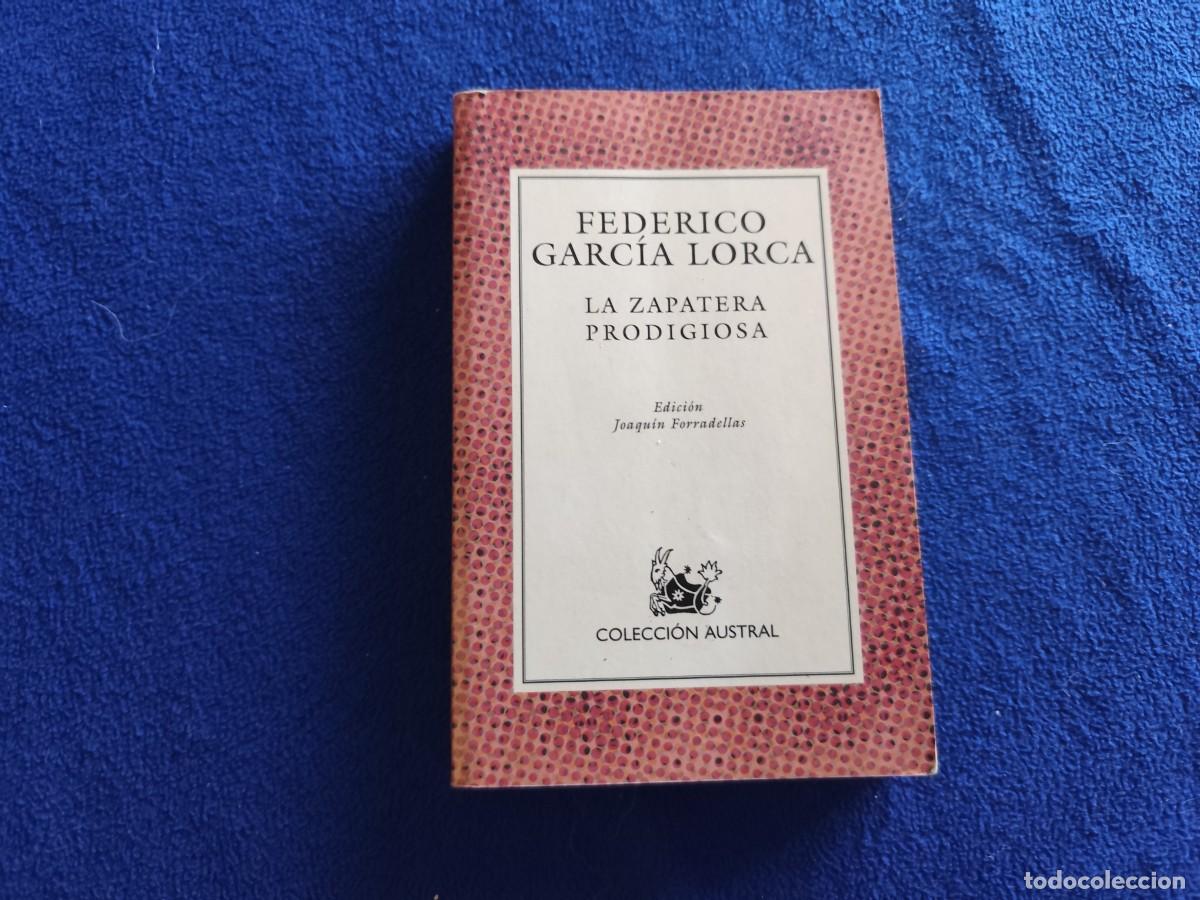 FEDERICO
GARCÍA LORCA
LA ZAPATERA
PRODIGIOSA
Edición
Joaquín Forradellas
COLECCIÓN AUSTRAL
todocoleccion